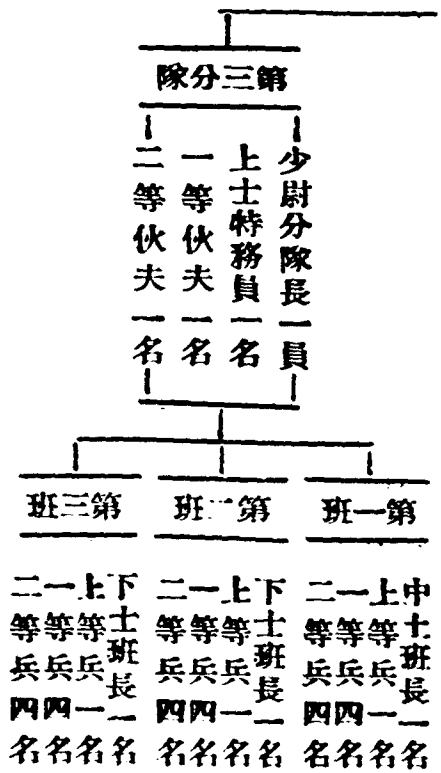 第三分隊
少尉分隊長一員
上士特務員一名
一等伙夫一名
二等伙夫一名
第一班
中士班長一名
上等兵一名
一等兵四名
二等兵四名
第二班
下士班長一名
上等兵一名
一等兵四名
二等兵四名
第三班
下士班長一名
上等兵一名
一等兵四名
二等兵四名